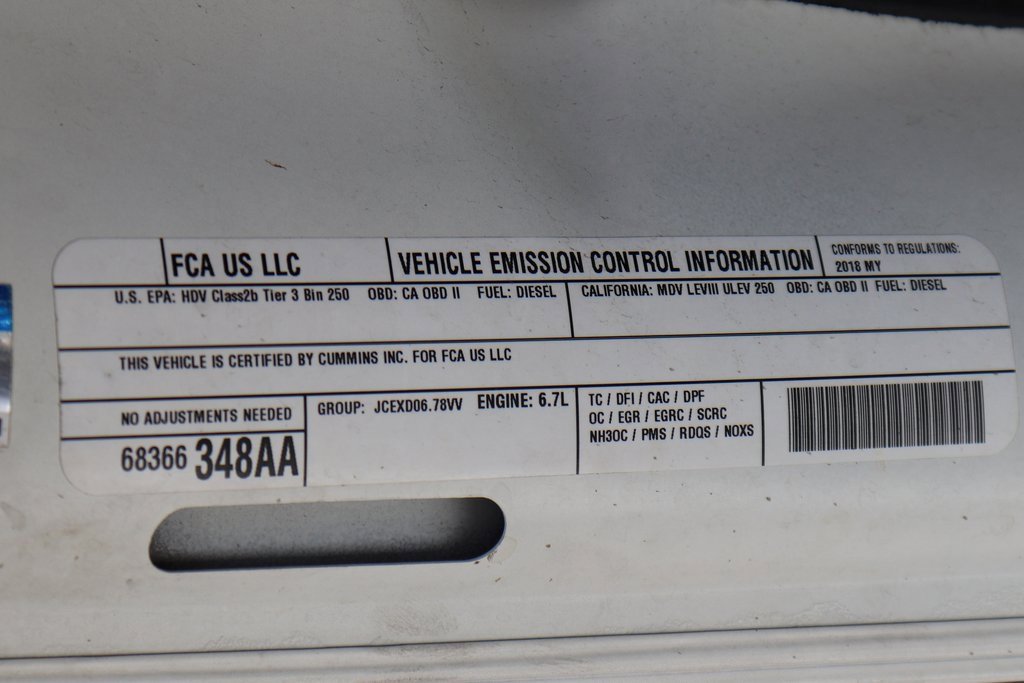 FCA US LLC
VEHICLE EMISSION CONTROL INFORMATION
CONFORMS TO REGULATIONS:
2018 MY
U.S. EPA: HDV Class2b Tier 3 Bin 250 OBD: CA OBD II FUEL: DIESEL
CALIFORNIA: MDV LEVIII ULEV 250 OBD: CA OBD II FUEL: DIESEL
THIS VEHICLE IS CERTIFIED BY CUMMINS INC. FOR FCA US LLC
NO ADJUSTMENTS NEEDED
68366 348AA
GROUP: JCEXD06.78VV ENGINE: 6.7L
TC / DFI / CAC / DPF
OC / EGR / EGRC / SCRC
NH3OC / PMS / RDQS / NOXS